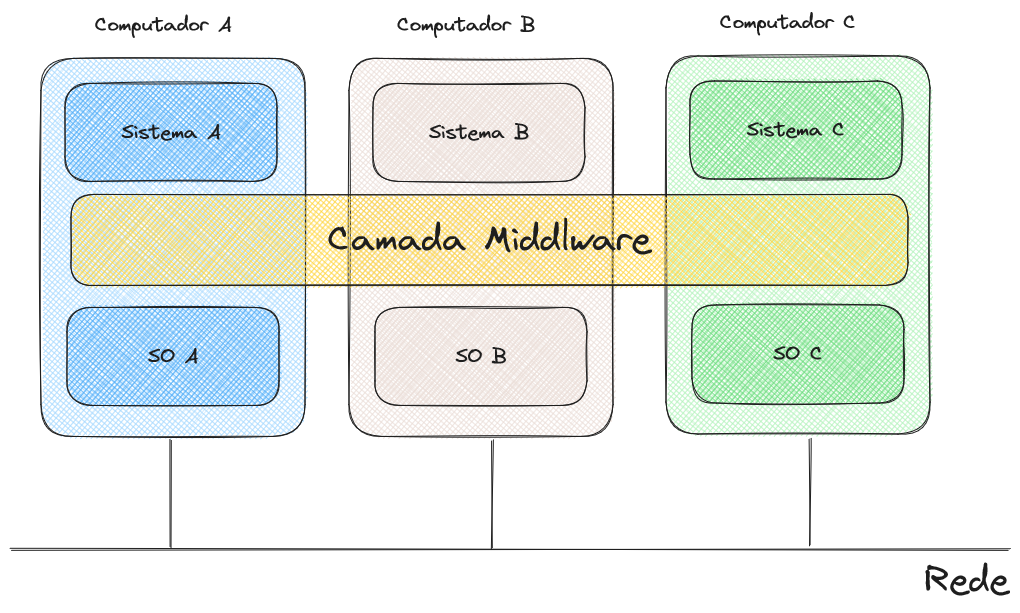 Computador A
Computador B
Computador C
Sistema A
Sistema B
Sistema C
Camada Middlware
SO A
SO B
SO C
Rede